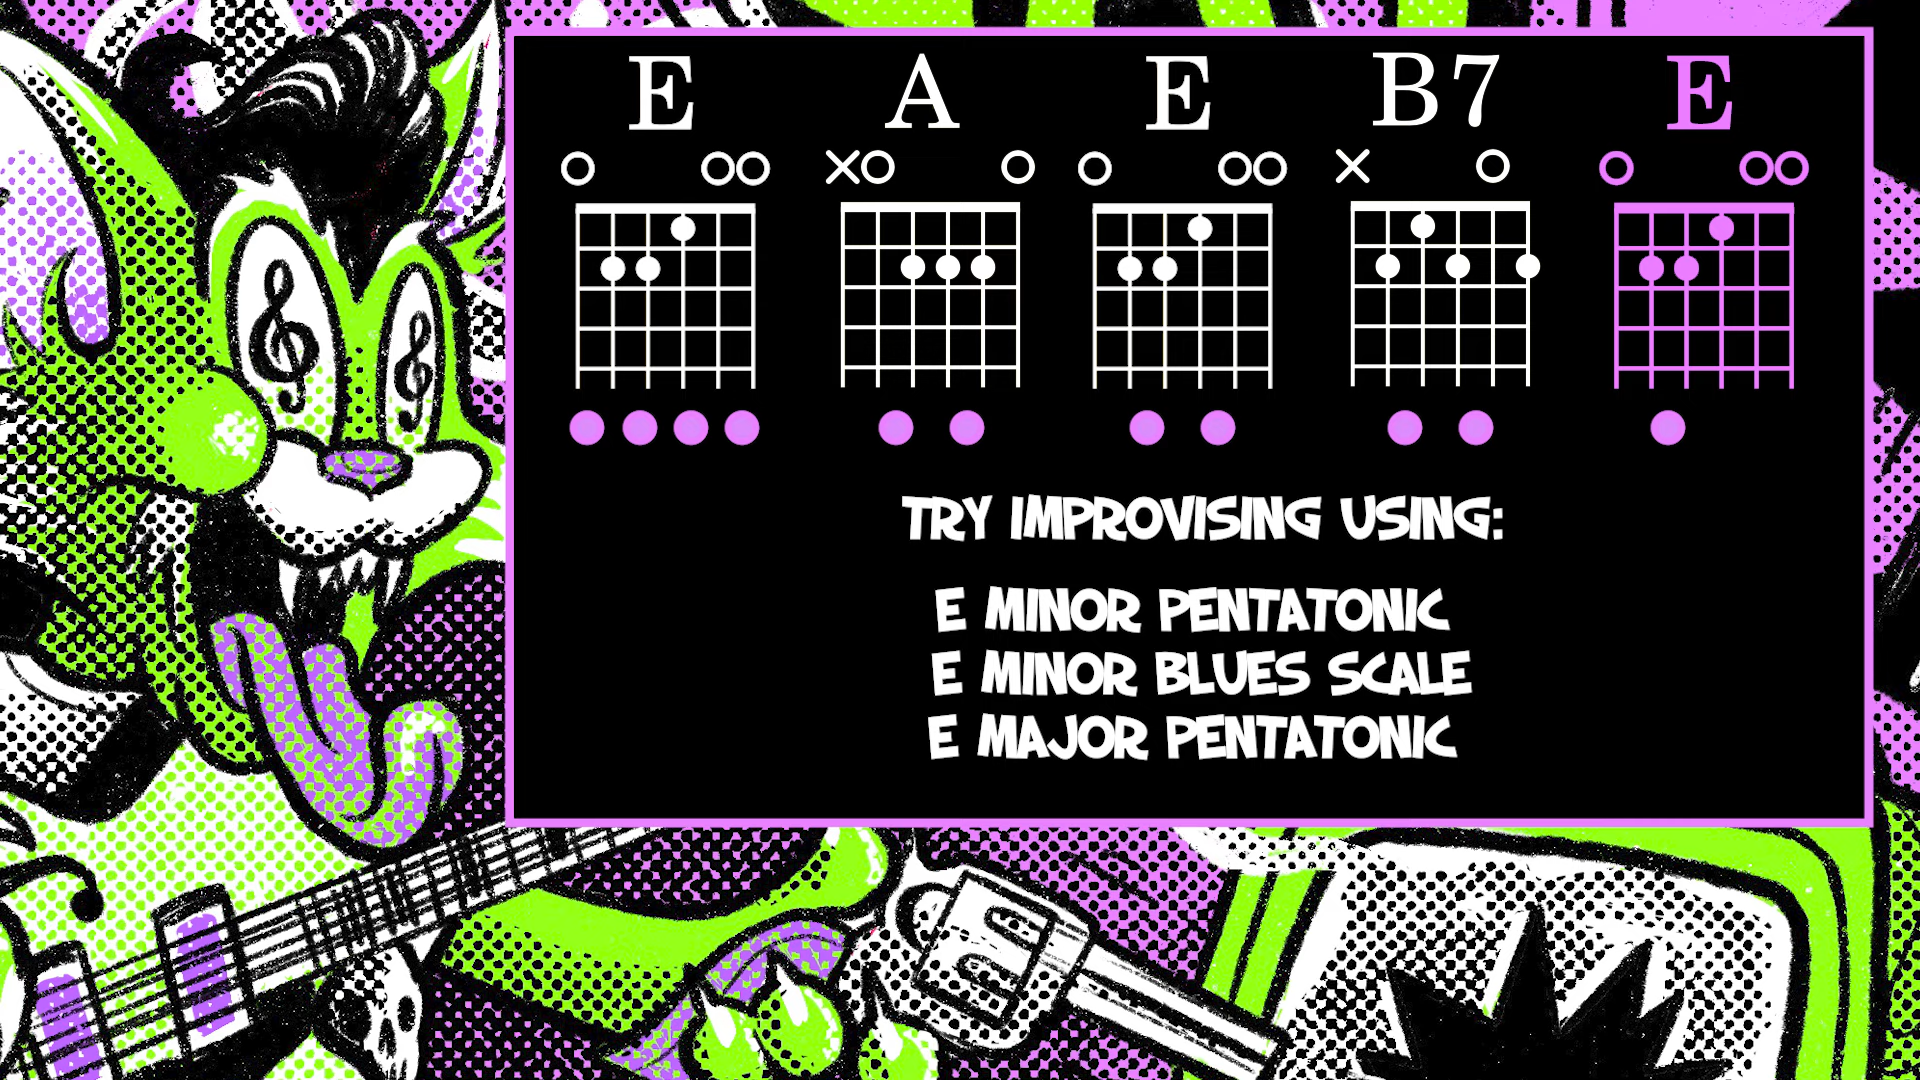 E A E B7 E
TRY IMPROVISING USING:
E MINOR PENTATONIC
E MINOR BLUES SCALE
E MAJOR PENTATONIC